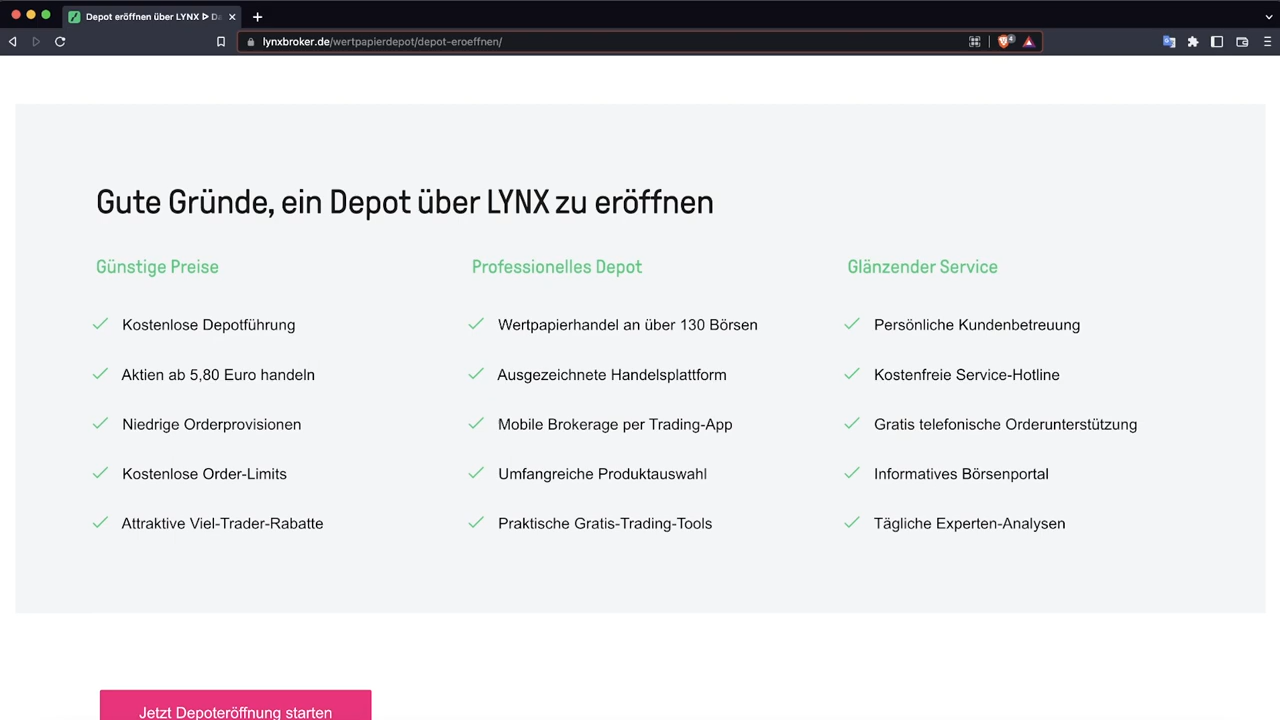 Depot eröffnen über LYNX ᐅ De
lynxbroker.de/wertpapierdepot/depot-eroeffnen/
4
Gute Gründe, ein Depot über LYNX zu eröffnen
Günstige Preise
Kostenlose Depotführung
Aktien ab 5,80 Euro handeln
Niedrige Orderprovisionen
Kostenlose Order-Limits
Attraktive Viel-Trader-Rabatte
Professionelles Depot
Wertpapierhandel an über 130 Börsen
Ausgezeichnete Handelsplattform
Mobile Brokerage per Trading-App
Umfangreiche Produktauswahl
Praktische Gratis-Trading-Tools
Glänzender Service
Persönliche Kundenbetreuung
Kostenfreie Service-Hotline
Gratis telefonische Orderunterstützung
Informatives Börsenportal
Tägliche Experten-Analysen
Jetzt Depoteröffnung starten